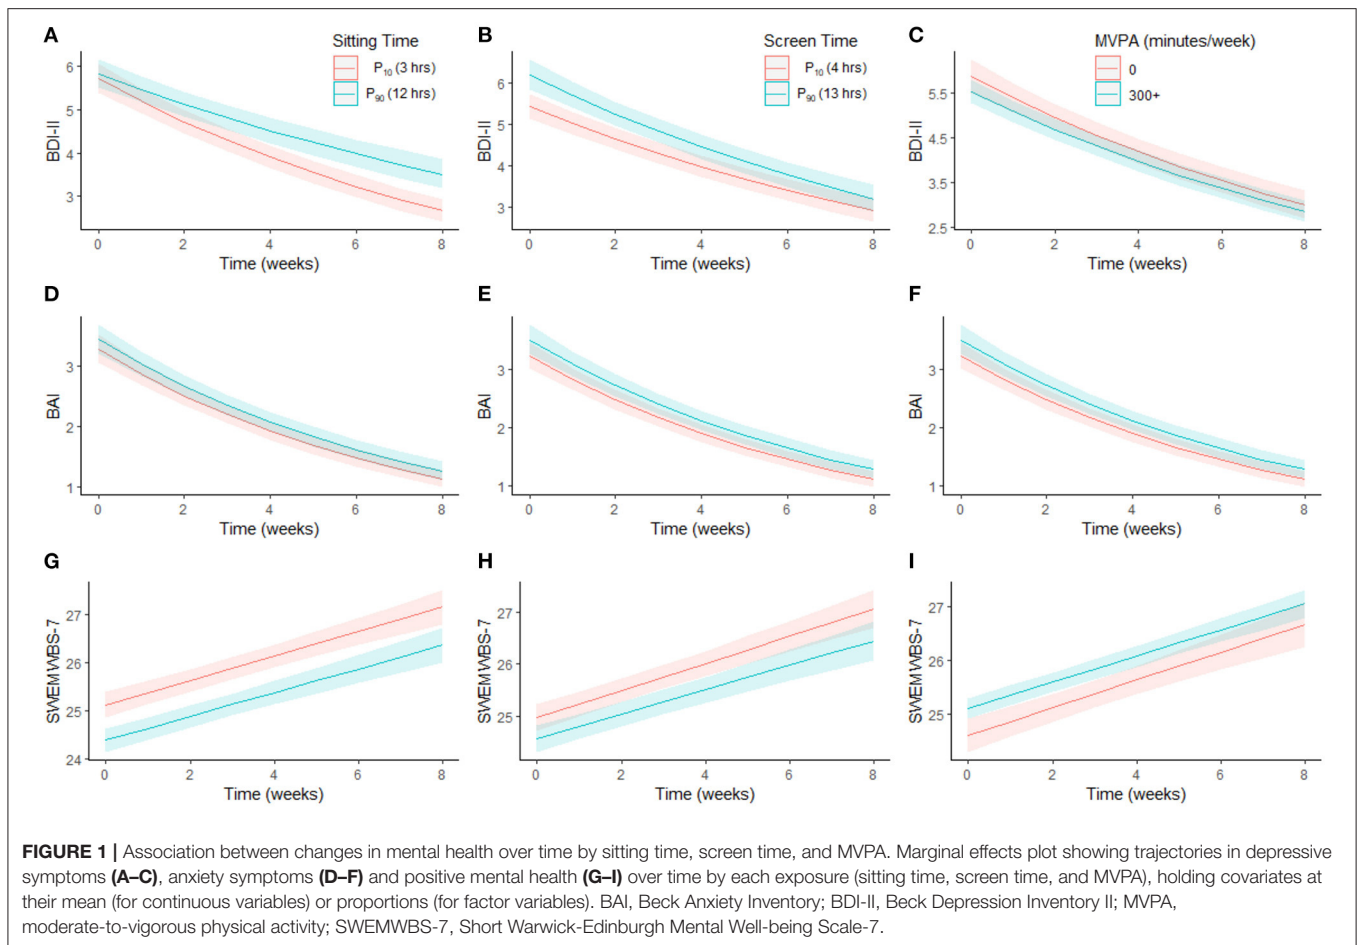 A
Sitting Time
P10 (3 hrs)
P90 (12 hrs)
BDI-II
6
5
4
3
0 2 4 6 8
Time (weeks)
B
Screen Time
P10 (4 hrs)
P90 (13 hrs)
BDI-II
6
5
4
3
0 2 4 6 8
Time (weeks)
C
MVPA (minutes/week)
0
300+
BDI-II
5.5
4.5
3.5
2.5
0 2 4 6 8
Time (weeks)
D
BAI
3
2
1
0 2 4 6 8
Time (weeks)
E
BAI
3
2
1
0 2 4 6 8
Time (weeks)
F
BAI
3
2
1
0 2 4 6 8
Time (weeks)
G
SWEMWBS-7
27
26
25
24
0 2 4 6 8
Time (weeks)
H
SWEMWBS-7
27
26
25
0 2 4 6 8
Time (weeks)
I
SWEMWBS-7
27
26
25
0 2 4 6 8
Time (weeks)
FIGURE 1 | Association between changes in mental health over time by sitting time, screen time, and MVPA. Marginal effects plot showing trajectories in depressive
symptoms (A–C), anxiety symptoms (D–F) and positive mental health (G–I) over time by each exposure (sitting time, screen time, and MVPA), holding covariates at
their mean (for continuous variables) or proportions (for factor variables). BAI, Beck Anxiety Inventory; BDI-II, Beck Depression Inventory II; MVPA,
moderate-to-vigorous physical activity; SWEMWBS-7, Short Warwick-Edinburgh Mental Well-being Scale-7.